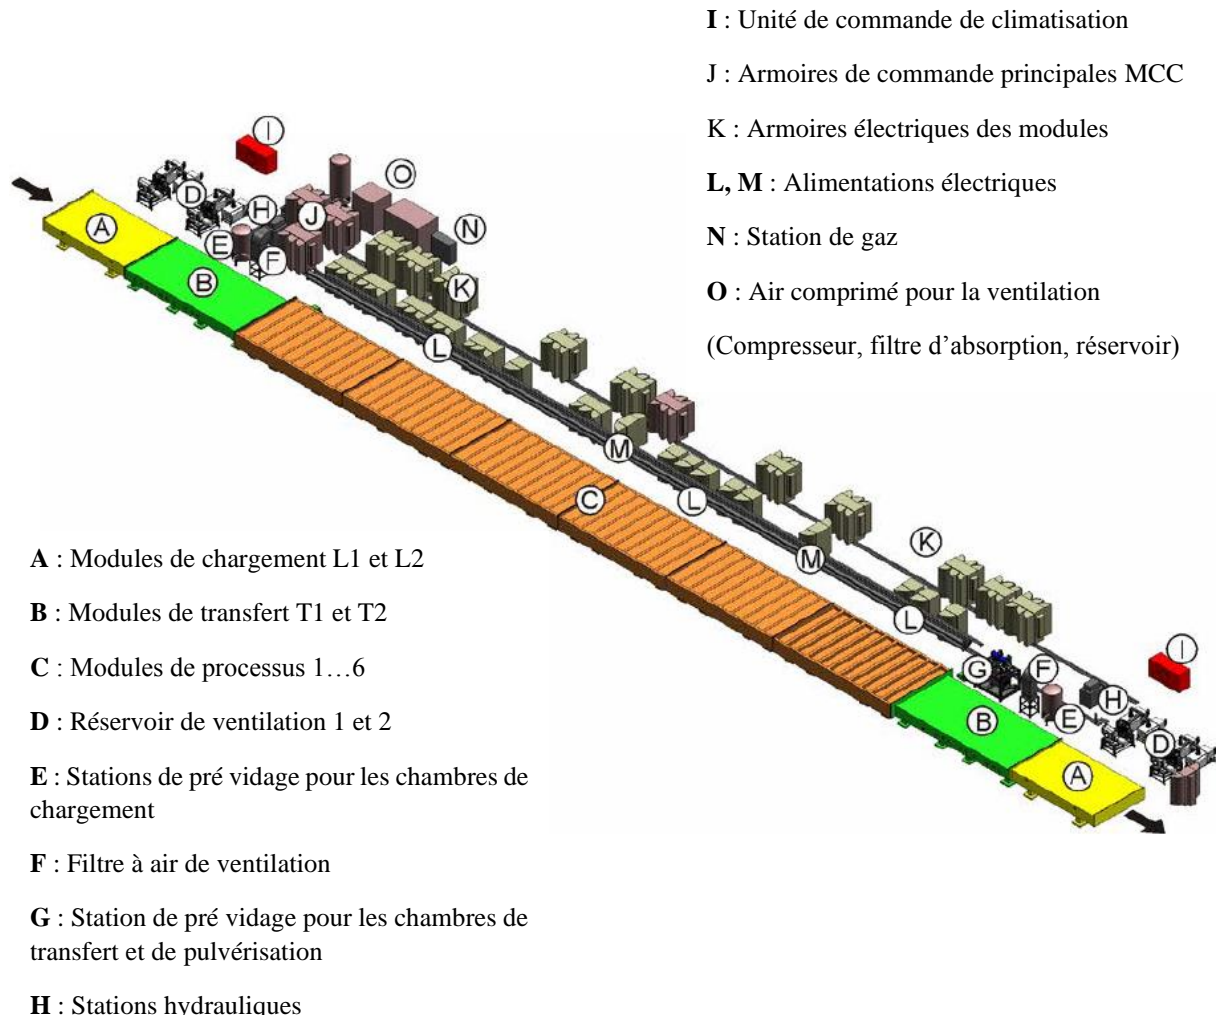 I : Unité de commande de climatisation
J : Armoires de commande principales MCC
K : Armoires électriques des modules
L, M : Alimentations électriques
N : Station de gaz
O : Air comprimé pour la ventilation
(Compresseur, filtre d’absorption, réservoir)
I
O
D
H
J
A
N
E
F
B
K
L
M
C
L
K
M
L
I
G
F
H
E
B
D
A
A : Modules de chargement L1 et L2
B : Modules de transfert T1 et T2
C : Modules de processus 1…6
D : Réservoir de ventilation 1 et 2
E : Stations de pré vidage pour les chambres de
chargement
F : Filtre à air de ventilation
G : Station de pré vidage pour les chambres de
transfert et de pulvérisation
H : Stations hydrauliques